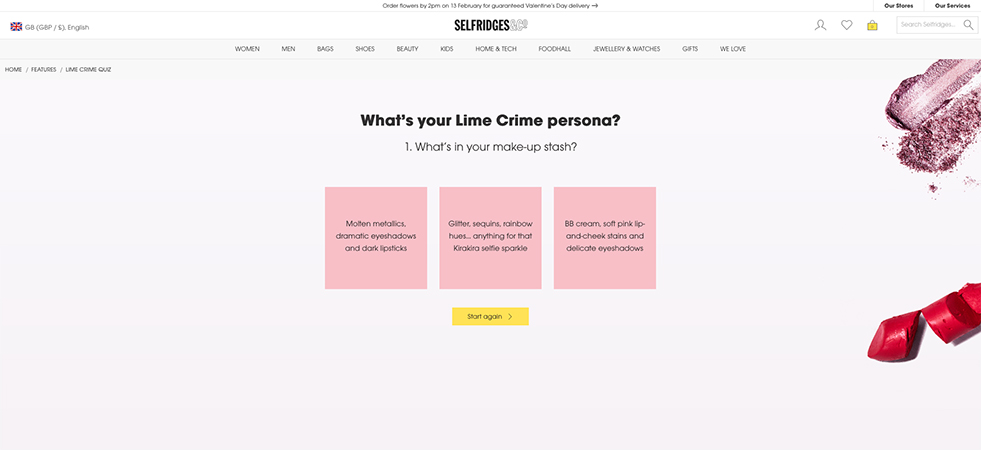 Order flowers by 2pm on 13 February for guaranteed Valentine's Day delivery →
Our Stores
Our Services
GB (GBP / £), English
SELFRIDGES&Co
0
Search Selfridges...
WOMEN
MEN
BAGS
SHOES
BEAUTY
KIDS
HOME & TECH
FOODHALL
JEWELLERY & WATCHES
GIFTS
WE LOVE
HOME / FEATURES / LIME CRIME QUIZ
What's your Lime Crime persona?
1. What's in your make-up stash?
Molten metallics,
dramatic eyeshadows
and dark lipsticks
Glitter, sequins, rainbow
hues... anything for that
Kirakira selfie sparkle
BB cream, soft pink lip-
and-cheek stains and
delicate eyeshadows
Start again